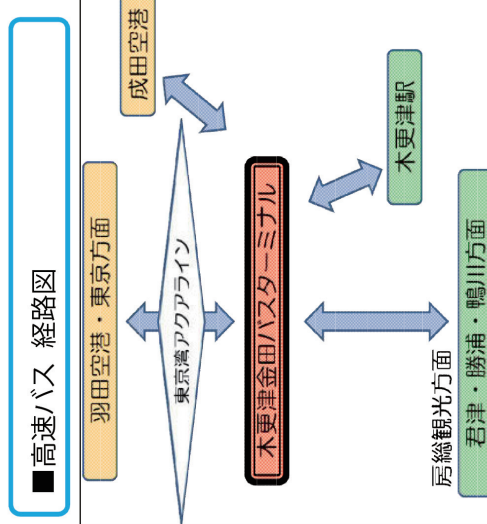 ■高速バス 経路図
羽田空港・東京方面
成田空港
東京湾アクアライン
木更津金田バスターミナル
木更津駅
房総観光方面
君津・勝浦・鴨川方面